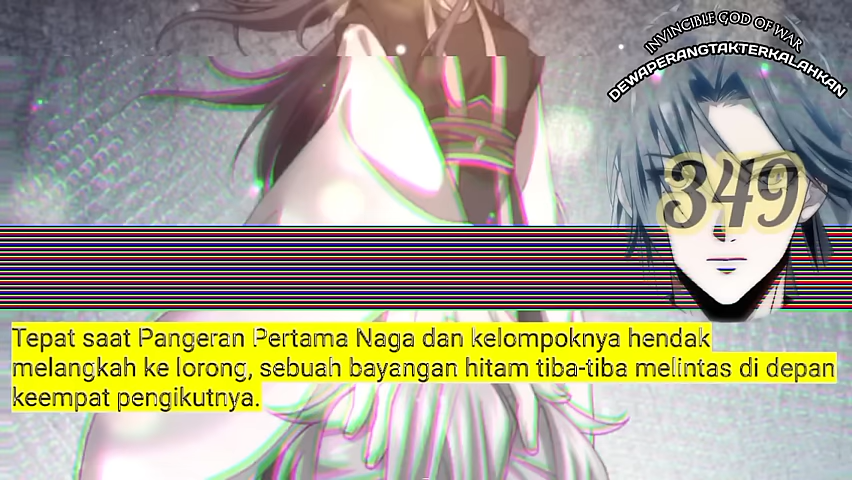 INVINCIBLE GOD OF WAR
DEWAPERANGTAKTERKALAHKAN
349
Tepat saat Pangeran Pertama Naga dan kelompoknya hendak
melangkah ke lorong, sebuah bayangan hitam tiba-tiba melintas di depan
keempat pengikutnya.